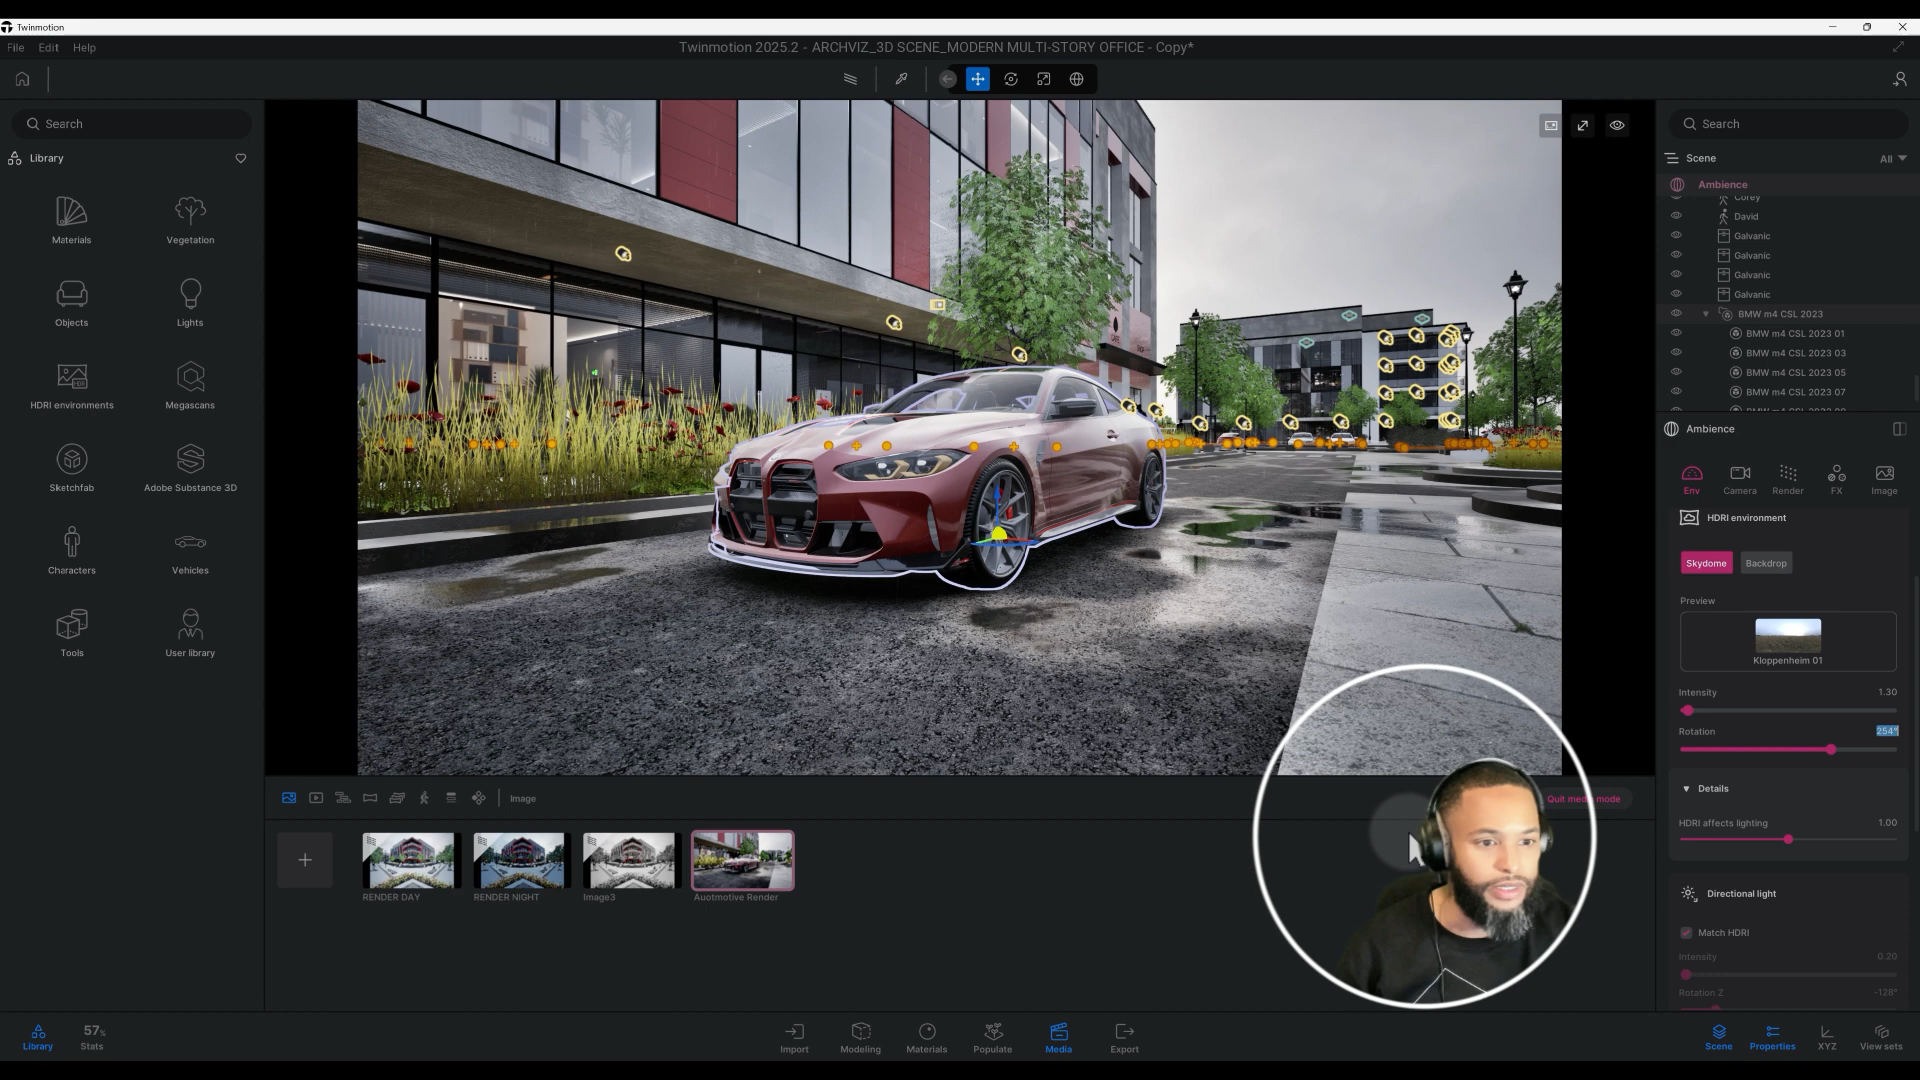 Twinmotion
File Edit Help
Twinmotion 2025.2 - ARCHVIZ_3D SCENE_MODERN MULTI-STORY OFFICE - Copy*
Search
Library
Materials
Vegetation
Objects
Lights
HDRI environments
Megascans
Sketchfab
Adobe Substance 3D
Characters
Vehicles
Tools
User library
Search
Scene
All
Ambience
Corey
David
Galvanic
Galvanic
Galvanic
Galvanic
BMW m4 CSL 2023
BMW m4 CSL 2023 01
BMW m4 CSL 2023 03
BMW m4 CSL 2023 05
BMW m4 CSL 2023 07
Ambience
Env Camera Render FX Image
HDRI environment
Skydome Backdrop
Preview
Kloppenheim 01
Intensity 1.30
Rotation 254°
Details
HDRI affects lighting 1.00
Directional light
Match HDRI
Intensity 0.20
Rotation Z -128°
Image
Quit media mode
RENDER DAY
RENDER NIGHT
Image3
Auotmotive Render
Library
57%
Stats
Import
Modeling
Materials
Populate
Media
Export
Scene
Properties
XYZ
View sets